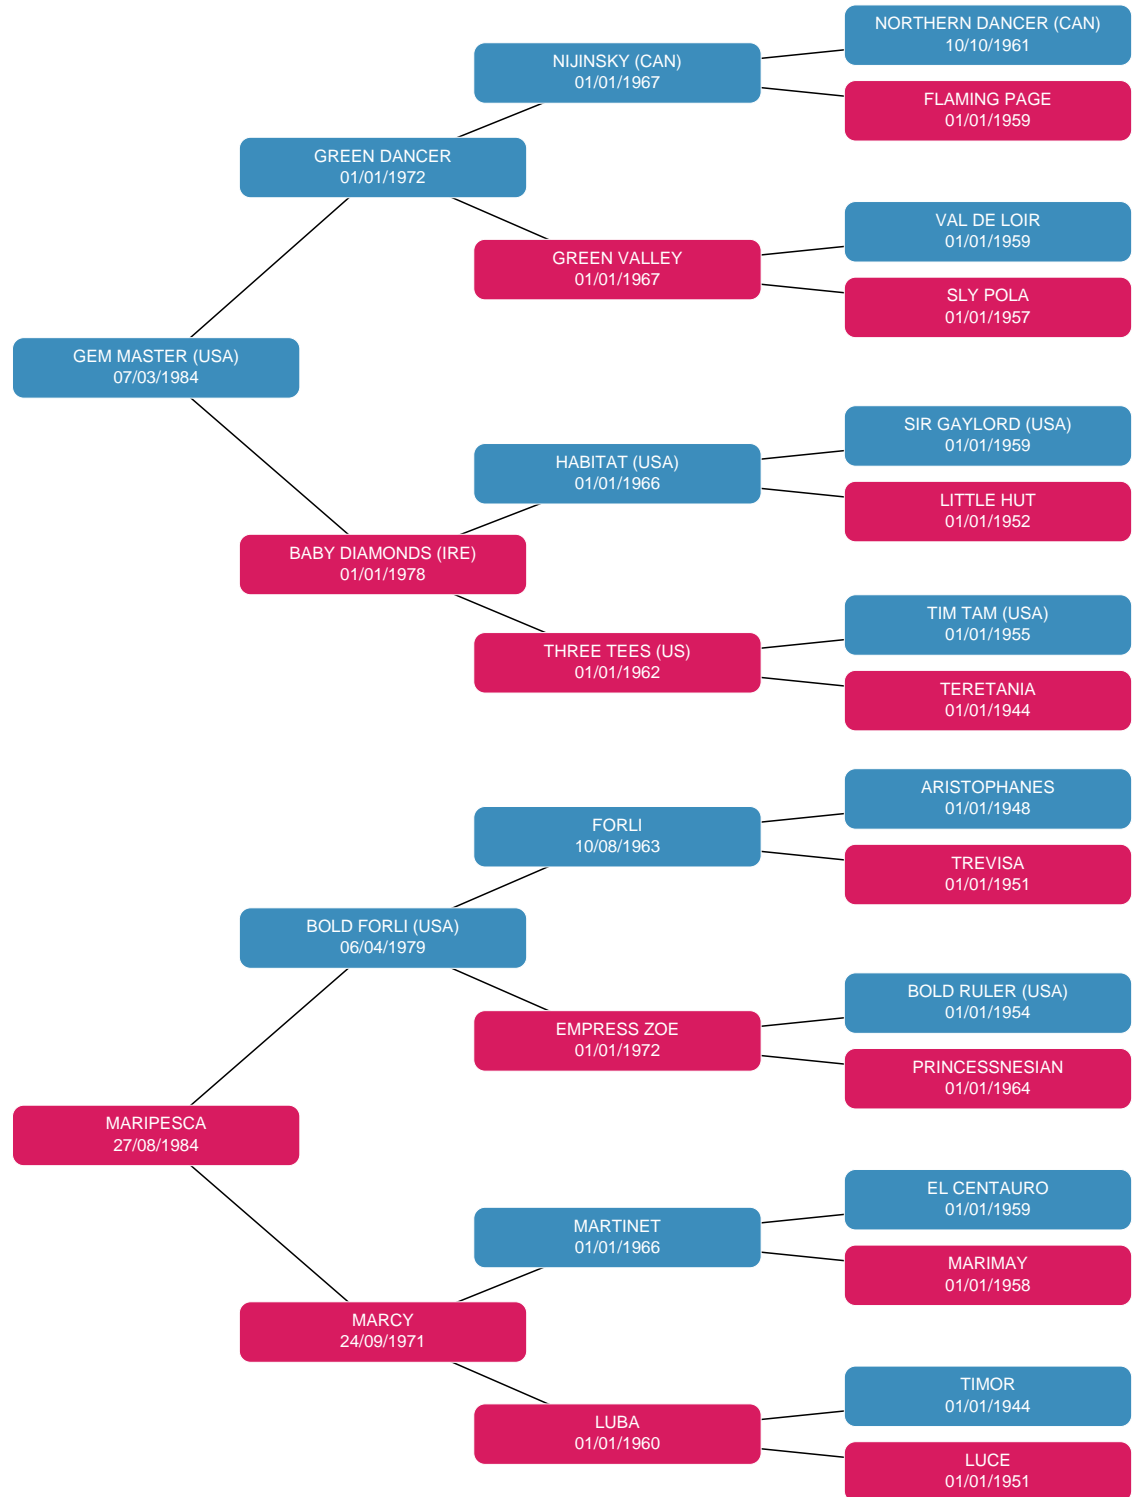 NORTHERN DANCER (CAN)
10/10/1961
NIJINSKY (CAN)
01/01/1967
FLAMING PAGE
01/01/1959
GREEN DANCER
01/01/1972
VAL DE LOIR
01/01/1959
GREEN VALLEY
01/01/1967
SLY POLA
01/01/1957
GEM MASTER (USA)
07/03/1984
SIR GAYLORD (USA)
01/01/1959
HABITAT (USA)
01/01/1966
LITTLE HUT
01/01/1952
BABY DIAMONDS (IRE)
01/01/1978
TIM TAM (USA)
01/01/1955
THREE TEES (US)
01/01/1962
TERETANIA
01/01/1944
ARISTOPHANES
01/01/1948
FORLI
10/08/1963
TREVISA
01/01/1951
BOLD FORLI (USA)
06/04/1979
BOLD RULER (USA)
01/01/1954
EMPRESS ZOE
01/01/1972
PRINCESSNESIAN
01/01/1964
MARIPESCA
27/08/1984
EL CENTAURO
01/01/1959
MARTINET
01/01/1966
MARIMAY
01/01/1958
MARCY
24/09/1971
TIMOR
01/01/1944
LUBA
01/01/1960
LUCE
01/01/1951